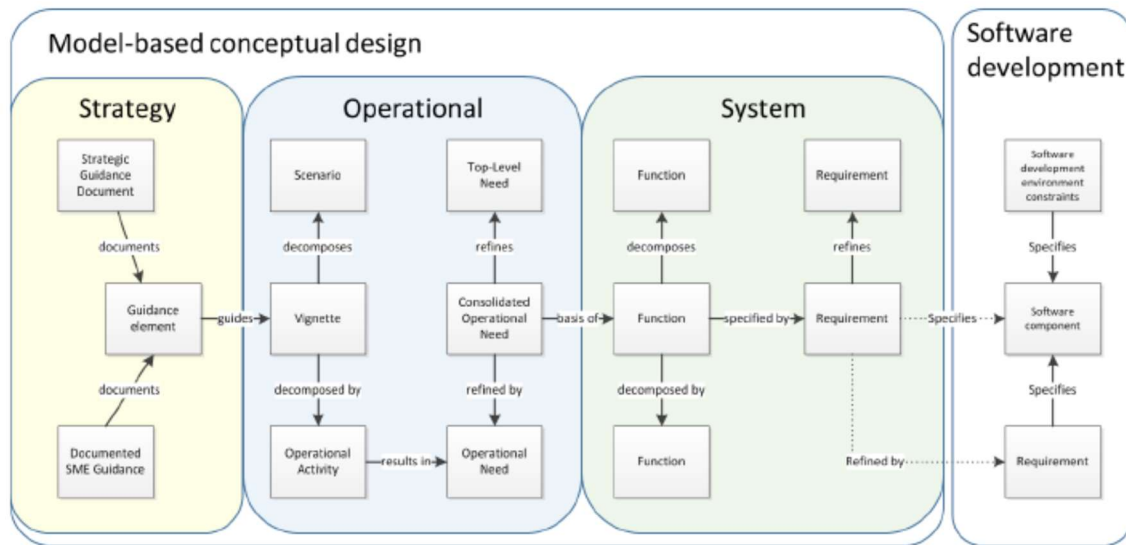 Model-based conceptual design
Software
development
Strategy
Operational
System
Strategic
Guidance
Document
Scenario
Top-Level
Need
Function
Requirement
Software
development
environment
constraints
documents
decomposes
refines
decomposes
refines
Specifies
Guidance
element
guides
Vignette
Consolidated
Operational
Need
basis of
Function
specified by
Requirement
Specifies
Software
component
documents
decomposed by
refined by
decomposed by
Specifies
Documented
SME Guidance
Operational
Activity
results in
Operational
Need
Function
Refined by
Requirement